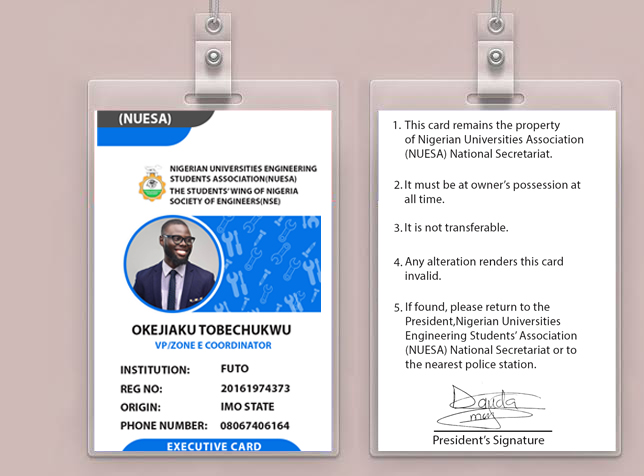 (NUESA)
NIGERIAN UNIVERSITIES ENGINEERING
STUDENTS ASSOCIATION(NUESA)
THE STUDENTS' WING OF NIGERIA
SOCIETY OF ENGINEERS(NSE)
OKEJIAKU TOBECHUKWU
VP/ZONE E COORDINATOR
INSTITUTION: FUTO
REG NO: 20161974373
ORIGIN: IMO STATE
PHONE NUMBER: 08067406164
EXECUTIVE CARD
1. This card remains the property
of Nigerian Universities Association
(NUESA) National Secretariat.
2. It must be at owner's possession at
all time.
3. It is not transferable.
4. Any alteration renders this card
invalid.
5. If found, please return to the
President,Nigerian Universities
Engineering Students' Association
(NUESA) National Secretariat or to
the nearest police station.
Dauda
President's Signature